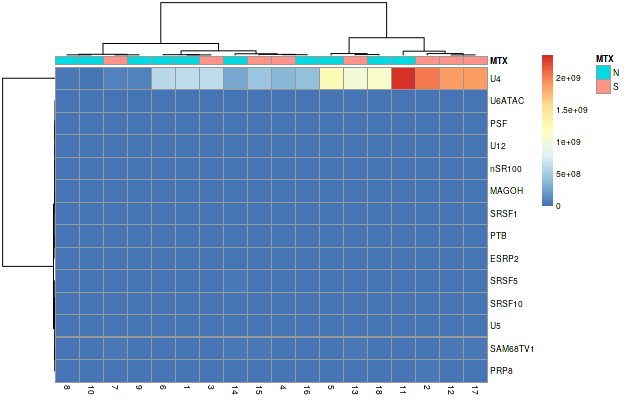 MTX
U4
U6ATAC
PSF
U12
nSR100
MAGOH
SRSF1
PTB
ESRP2
SRSF5
SRSF10
U5
SAM68TV1
PRP8
8 10 7 9 6 1 3 14 15 4 16 5 13 18 11 2 12 17
2e+09
1.5e+09
1e+09
5e+08
0
MTX
N
S